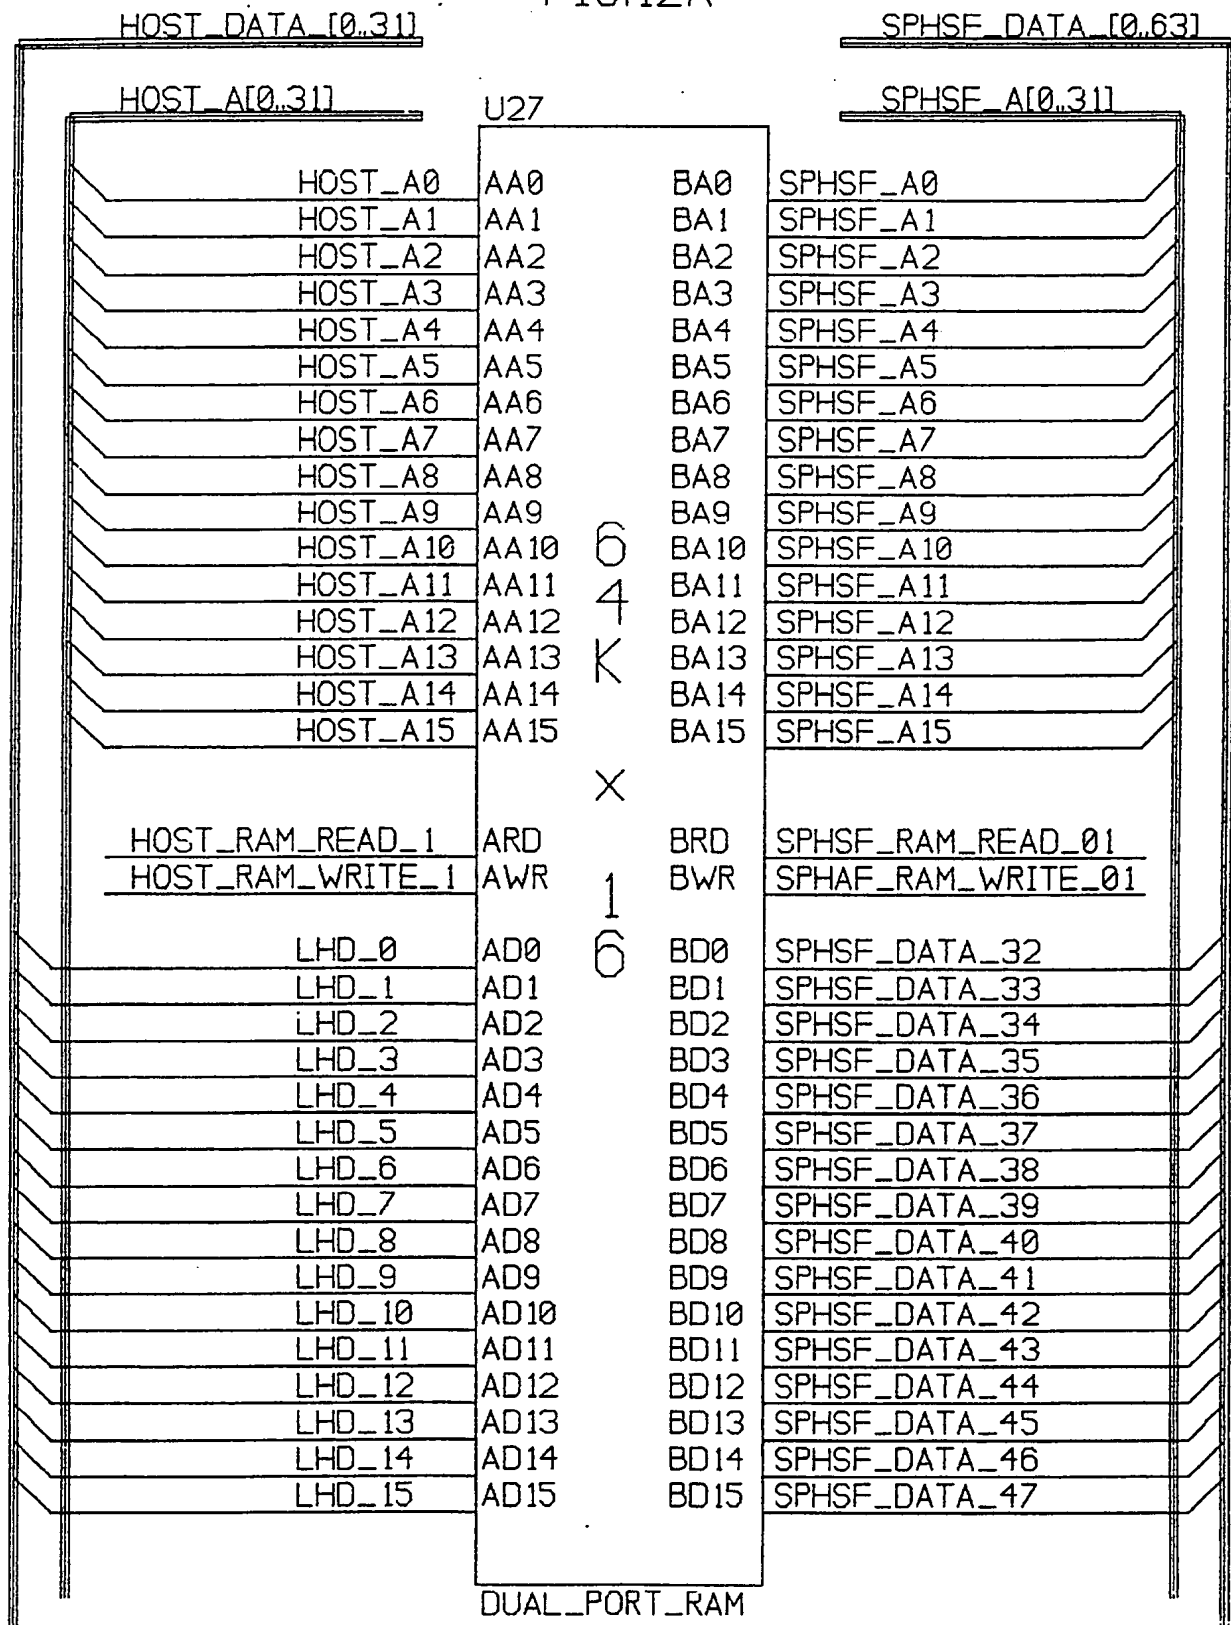 HOST_DATA_[0..31] SPHSF_DATA_[0..63]
HOST_A[0..31] SPHSF_A[0..31]
U27
HOST_A0 AA0 BA0 SPHSF_A0
HOST_A1 AA1 BA1 SPHSF_A1
HOST_A2 AA2 BA2 SPHSF_A2
HOST_A3 AA3 BA3 SPHSF_A3
HOST_A4 AA4 BA4 SPHSF_A4
HOST_A5 AA5 BA5 SPHSF_A5
HOST_A6 AA6 BA6 SPHSF_A6
HOST_A7 AA7 BA7 SPHSF_A7
HOST_A8 AA8 BA8 SPHSF_A8
HOST_A9 AA9 BA9 SPHSF_A9
HOST_A10 AA10 BA10 SPHSF_A10
HOST_A11 AA11 BA11 SPHSF_A11
HOST_A12 AA12 BA12 SPHSF_A12
HOST_A13 AA13 BA13 SPHSF_A13
HOST_A14 AA14 BA14 SPHSF_A14
HOST_A15 AA15 BA15 SPHSF_A15
64K x 16
HOST_RAM_READ_1 ARD BRD SPHSF_RAM_READ_01
HOST_RAM_WRITE_1 AWR BWR SPHAF_RAM_WRITE_01
LHD_0 AD0 BD0 SPHSF_DATA_32
LHD_1 AD1 BD1 SPHSF_DATA_33
LHD_2 AD2 BD2 SPHSF_DATA_34
LHD_3 AD3 BD3 SPHSF_DATA_35
LHD_4 AD4 BD4 SPHSF_DATA_36
LHD_5 AD5 BD5 SPHSF_DATA_37
LHD_6 AD6 BD6 SPHSF_DATA_38
LHD_7 AD7 BD7 SPHSF_DATA_39
LHD_8 AD8 BD8 SPHSF_DATA_40
LHD_9 AD9 BD9 SPHSF_DATA_41
LHD_10 AD10 BD10 SPHSF_DATA_42
LHD_11 AD11 BD11 SPHSF_DATA_43
LHD_12 AD12 BD12 SPHSF_DATA_44
LHD_13 AD13 BD13 SPHSF_DATA_45
LHD_14 AD14 BD14 SPHSF_DATA_46
LHD_15 AD15 BD15 SPHSF_DATA_47
DUAL_PORT_RAM